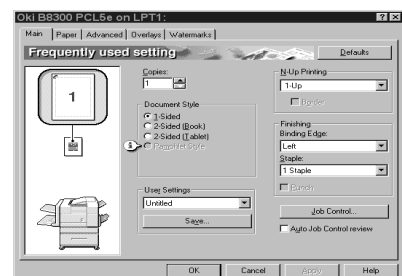 Oki B8300 PCL5e on LPT1:
Main Paper Advanced Overlays Watermarks
Frequently used setting
Defaults
1
Copies:
1
Document Style
1-Sided
2-Sided (Book)
2-Sided (Tablet)
Pamphlet Style
User Settings
Untitled
Save...
N-Up Printing
1-Up
Border
Finishing
Binding Edge:
Left
Staple:
1 Staple
Punch
Job Control...
Auto Job Control review
OK Cancel Apply Help